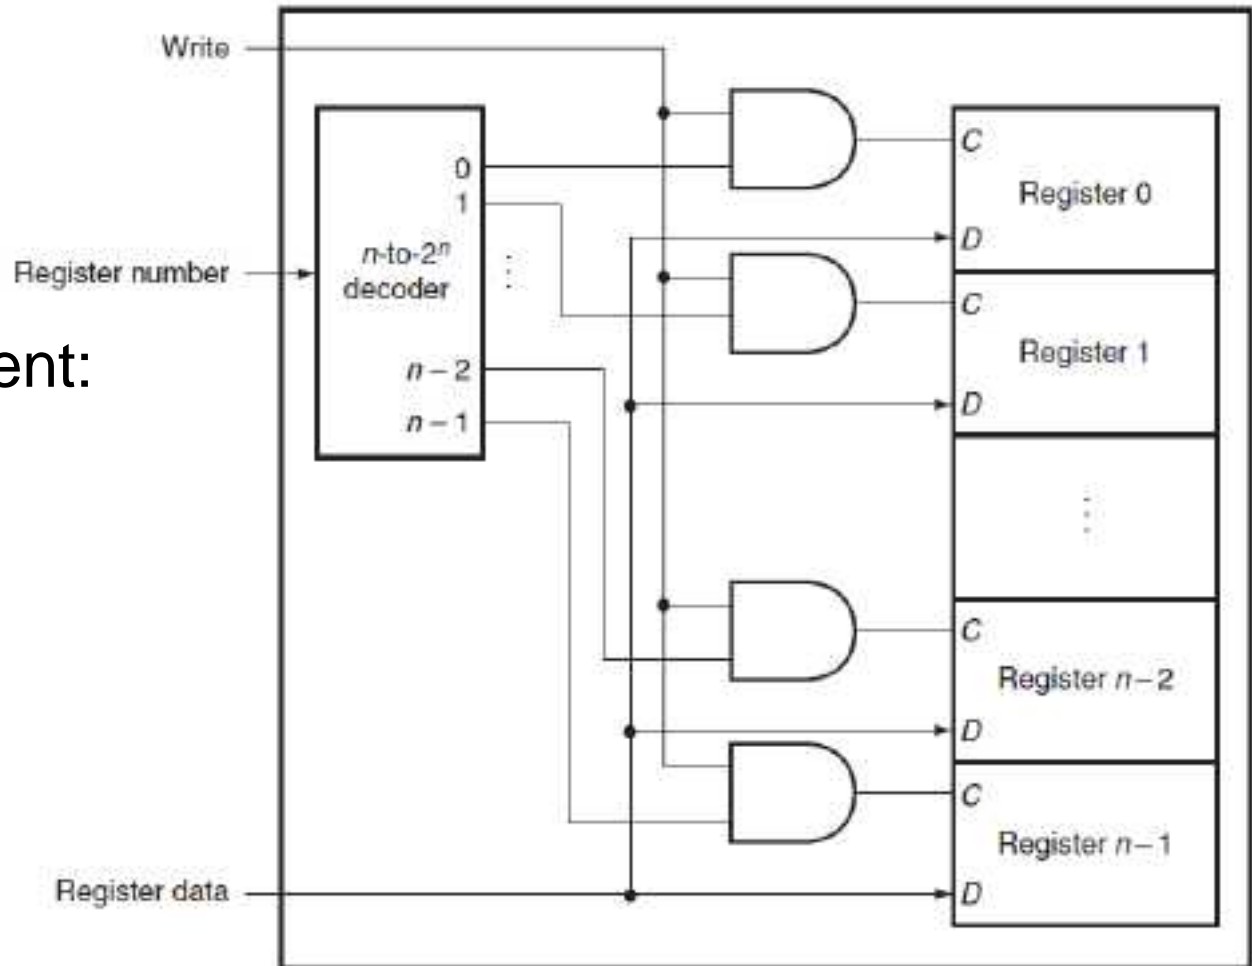 Write
C
0
Register 0
1
D
n-to-2ⁿ
decoder
Register number
C
ent:
Register 1
n – 2
D
n – 1
C
Register n–2
D
C
Register n–1
Register data
D